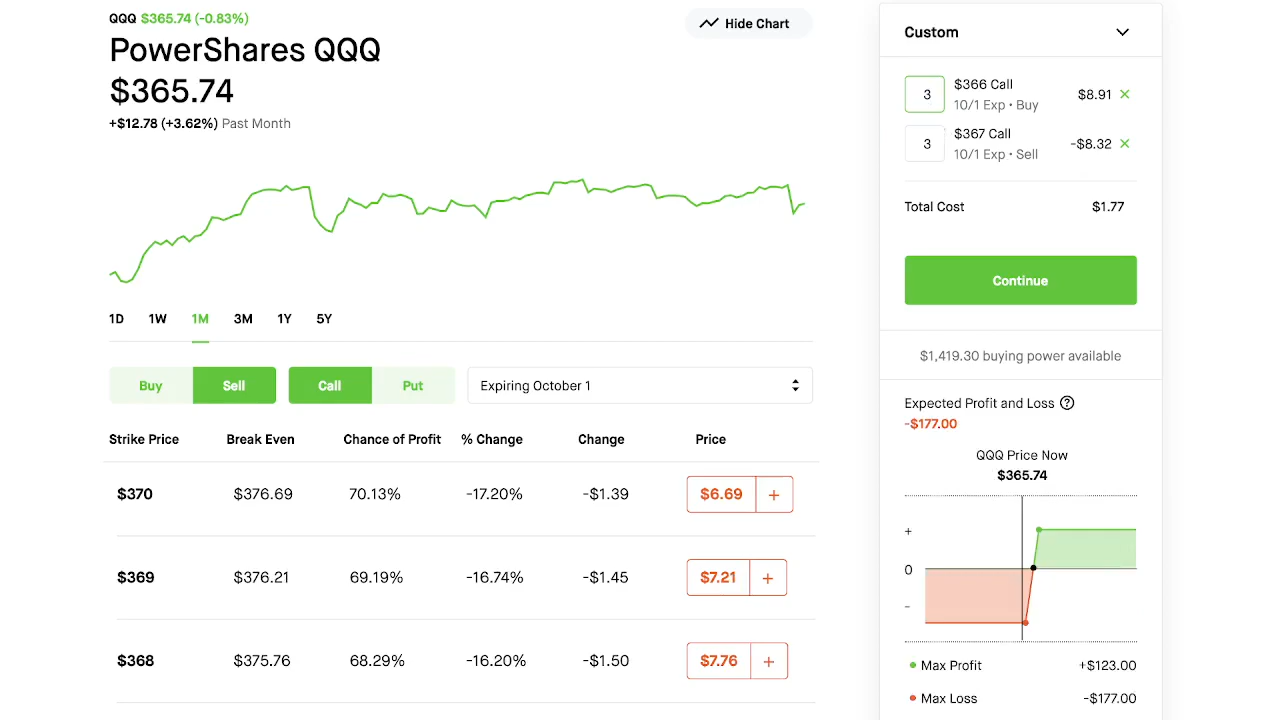 QQQ $365.74 (-0.83%)
PowerShares QQQ
$365.74
+$12.78 (+3.62%) Past Month
Hide Chart
1D 1W 1M 3M 1Y 5Y
Buy Sell Call Put Expiring October 1
Strike Price Break Even Chance of Profit % Change Change Price
$370 $376.69 70.13% -17.20% -$1.39 $6.69 +
$369 $376.21 69.19% -16.74% -$1.45 $7.21 +
$368 $375.76 68.29% -16.20% -$1.50 $7.76 +
Custom
3 $366 Call $8.91 ×
10/1 Exp • Buy
3 $367 Call -$8.32 ×
10/1 Exp • Sell
Total Cost $1.77
Continue
$1,419.30 buying power available
Expected Profit and Loss ?
-$177.00
QQQ Price Now
$365.74
+
0
-
Max Profit +$123.00
Max Loss -$177.00